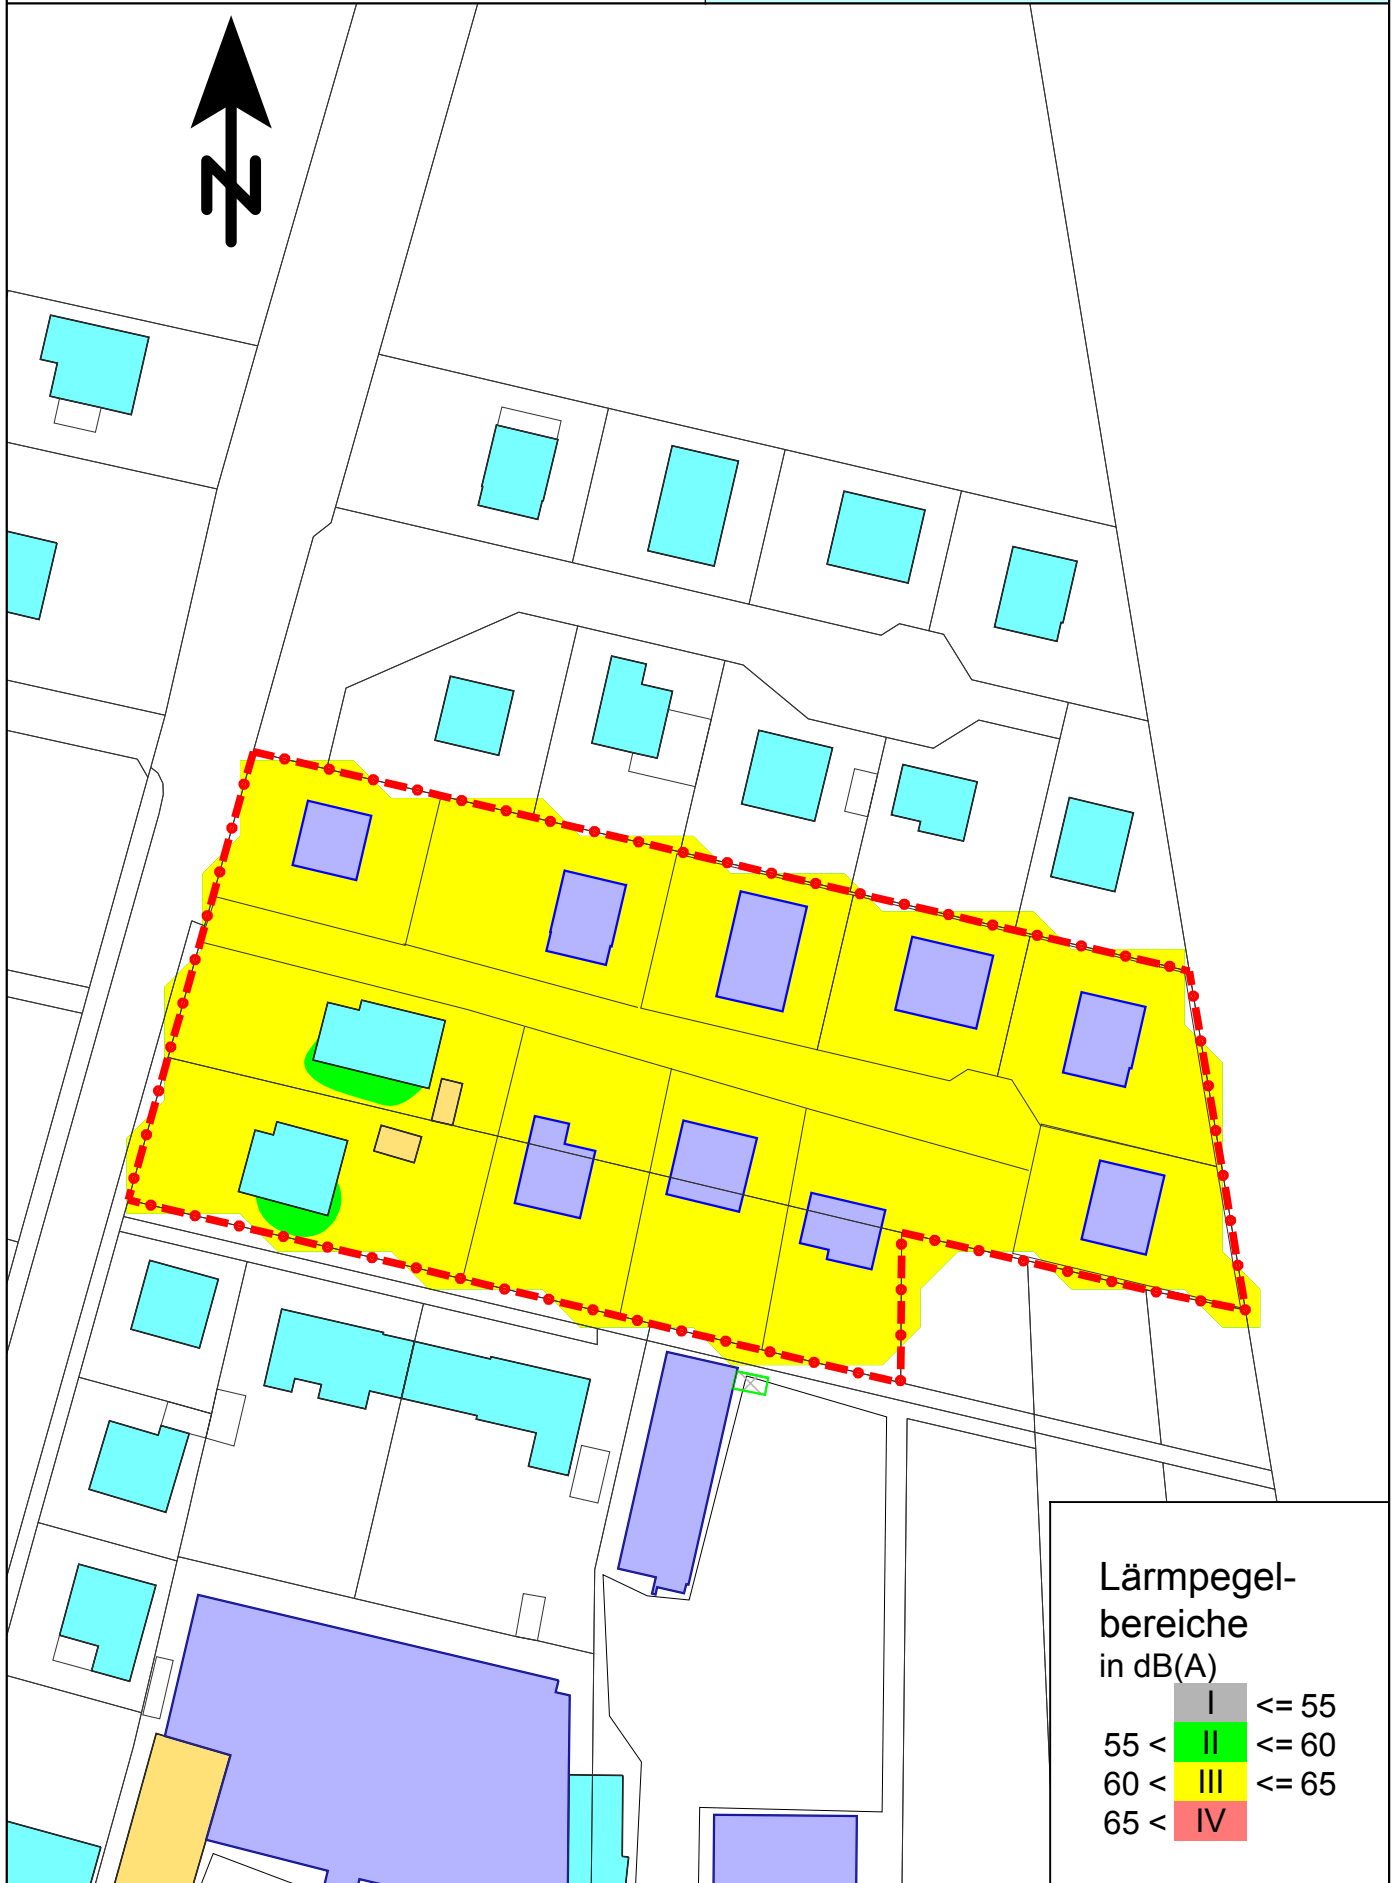 N
Lärmpegel-
bereiche
in dB(A)
I <= 55
55 < II <= 60
60 < III <= 65
65 < IV